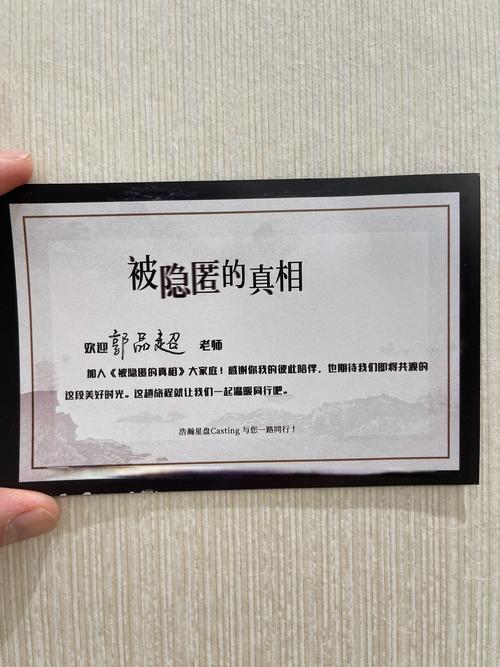 被隐匿的真相
欢迎 郭品超 老师
加入《被隐匿的真相》大家庭！感谢你我的彼此陪伴，也期待我们即将共渡的
这段美好时光。这趟旅程就让我们一起温暖同行吧。
浩瀚星盘Casting 与您一路同行！